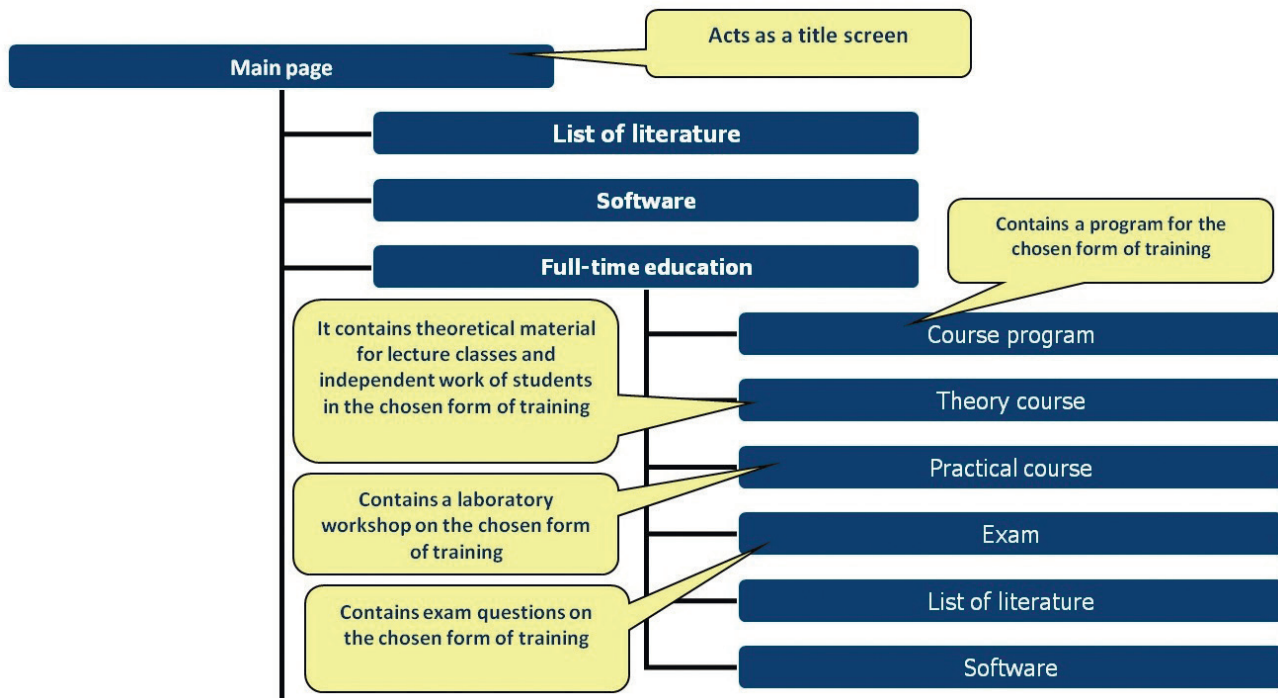 Acts as a title screen
Main page
List of literature
Software
Contains a program for the
chosen form of training
Full-time education
It contains theoretical material
for lecture classes and
independent work of students
in the chosen form of training
Course program
Theory course
Practical course
Contains a laboratory
workshop on the chosen form
of training
Exam
Contains exam questions on
the chosen form of training
List of literature
Software